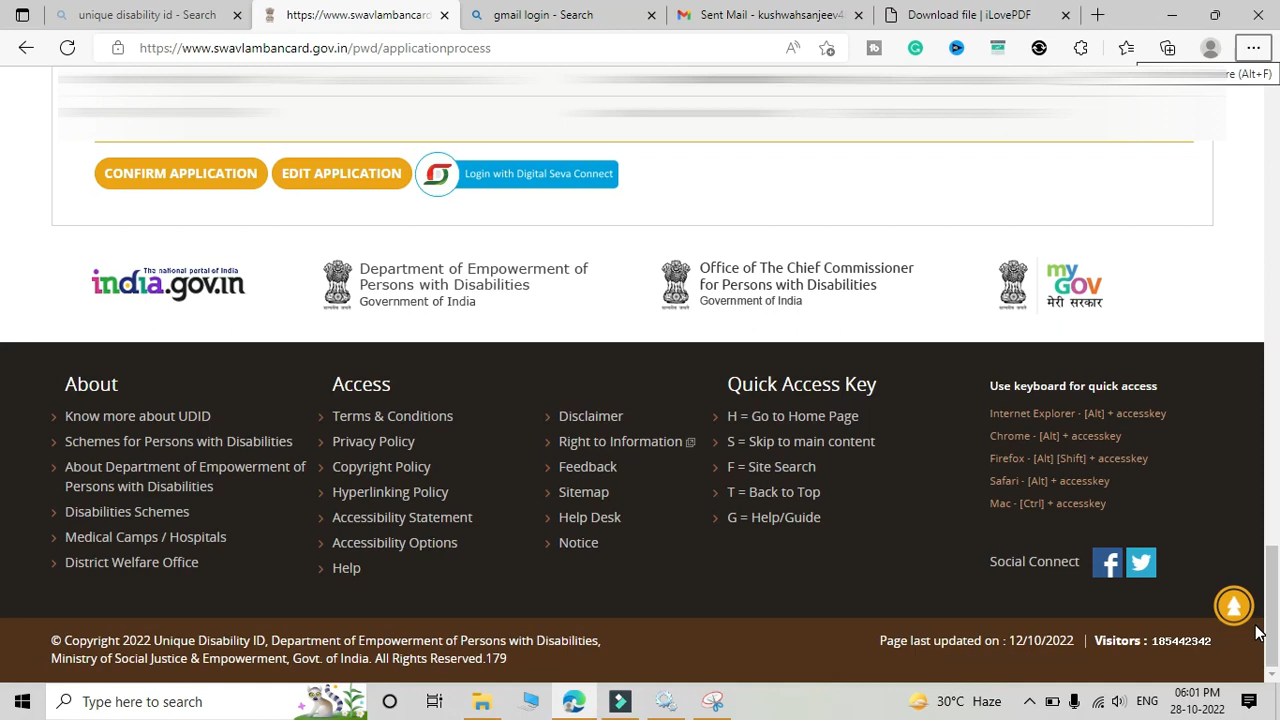 unique disability id - Search
https://www.swavlambancard
gmail login - Search
Sent Mail - kushwahsanjeev4
Download file | iLovePDF
https://www.swavlambancard.gov.in/pwd/applicationprocess
re (Alt+F)
CONFIRM APPLICATION
EDIT APPLICATION
Login with Digital Seva Connect
The national portal of India
india.gov.in
Department of Empowerment of
Persons with Disabilities
Government of India
Office of The Chief Commissioner
for Persons with Disabilities
Government of India
my
GOV
मेरी सरकार
About
Know more about UDID
Schemes for Persons with Disabilities
About Department of Empowerment of
Persons with Disabilities
Disabilities Schemes
Medical Camps / Hospitals
District Welfare Office
Access
Terms & Conditions
Privacy Policy
Copyright Policy
Hyperlinking Policy
Accessibility Statement
Accessibility Options
Help
Disclaimer
Right to Information
Feedback
Sitemap
Help Desk
Notice
Quick Access Key
H = Go to Home Page
S = Skip to main content
F = Site Search
T = Back to Top
G = Help/Guide
Use keyboard for quick access
Internet Explorer - [Alt] + accesskey
Chrome - [Alt] + accesskey
Firefox - [Alt] [Shift] + accesskey
Safari - [Alt] + accesskey
Mac - [Ctrl] + accesskey
Social Connect
© Copyright 2022 Unique Disability ID, Department of Empowerment of Persons with Disabilities,
Ministry of Social Justice & Empowerment, Govt. of India. All Rights Reserved.179
Page last updated on : 12/10/2022
Visitors : 185442342
Type here to search
30°C Haze
ENG
06:01 PM
28-10-2022